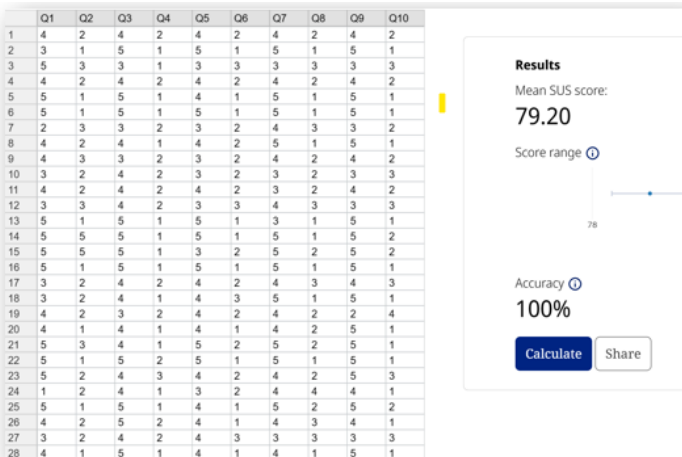 Q1 Q2 Q3 Q4 Q5 Q6 Q7 Q8 Q9 Q10
1 4 2 4 2 4 2 4 2 4 2
2 3 1 5 1 5 1 5 1 5 1
3 5 3 3 1 3 3 3 3 3 3
4 4 2 4 2 4 2 4 2 4 2
5 5 1 5 1 4 1 5 1 5 1
6 5 1 5 1 5 1 5 1 5 1
7 2 3 3 2 3 2 4 3 3 2
8 4 2 4 1 4 2 5 1 5 1
9 4 3 3 2 3 2 4 2 4 2
10 3 2 4 2 3 2 3 2 3 3
11 4 2 4 2 4 2 3 2 4 2
12 3 3 4 2 3 3 4 3 3 3
13 5 1 5 1 5 1 3 1 5 1
14 5 5 5 1 5 1 5 1 5 2
15 5 5 5 1 3 2 5 2 5 2
16 5 1 5 1 5 1 5 1 5 1
17 3 2 4 2 4 2 4 3 4 3
18 3 2 4 1 4 3 5 1 5 1
19 4 2 3 2 4 2 4 2 2 4
20 4 1 4 1 4 1 4 2 5 1
21 5 3 4 1 5 2 5 2 5 1
22 5 1 5 2 5 1 5 1 5 1
23 5 2 4 3 4 2 4 2 5 3
24 1 2 4 1 3 2 4 4 4 1
25 5 1 5 1 4 1 5 2 5 2
26 4 2 5 2 4 1 4 3 4 1
27 3 2 4 2 4 3 3 3 3 3
28 4 1 5 1 4 1 4 1 5 1
Results
Mean SUS score:
79.20
Score range
78
Accuracy
100%
Calculate Share